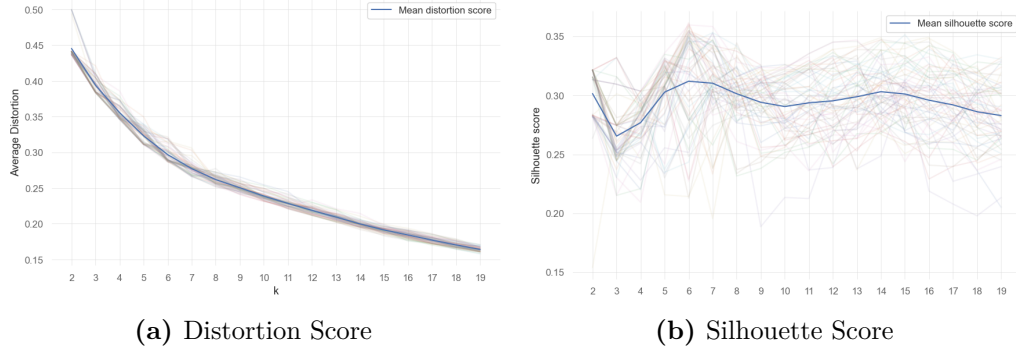 0.50
0.45
0.40
0.35
0.30
0.25
0.20
0.15
Average Distortion
Mean distortion score
2 3 4 5 6 7 8 9 10 11 12 13 14 15 16 17 18 19
k
(a) Distortion Score
0.35
0.30
0.25
0.20
0.15
Silhouette score
Mean silhouette score
2 3 4 5 6 7 8 9 10 11 12 13 14 15 16 17 18 19
(b) Silhouette Score